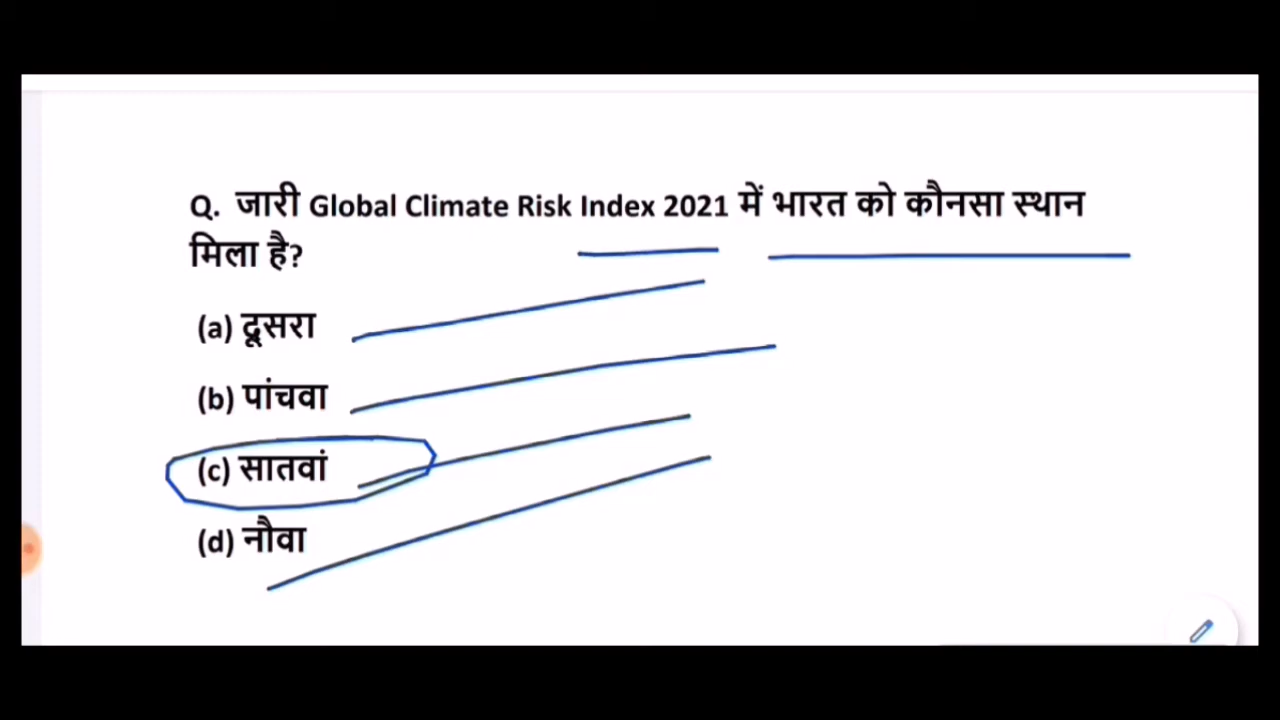 Q. जारी Global Climate Risk Index 2021 में भारत को कौनसा स्थान
मिला है?
(a) दूसरा
(b) पांचवा
(c) सातवां
(d) नौवा